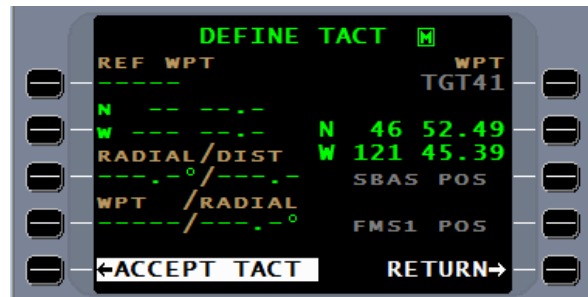 DEFINE TACT M
REF WPT WPT
----- TGT41
N -- --.-
W --- --.- N 46 52.49
RADIAL/DIST W 121 45.39
---.-°/---.- SBAS POS
WPT /RADIAL
-----/---.-° FMS1 POS
←ACCEPT TACT RETURN→